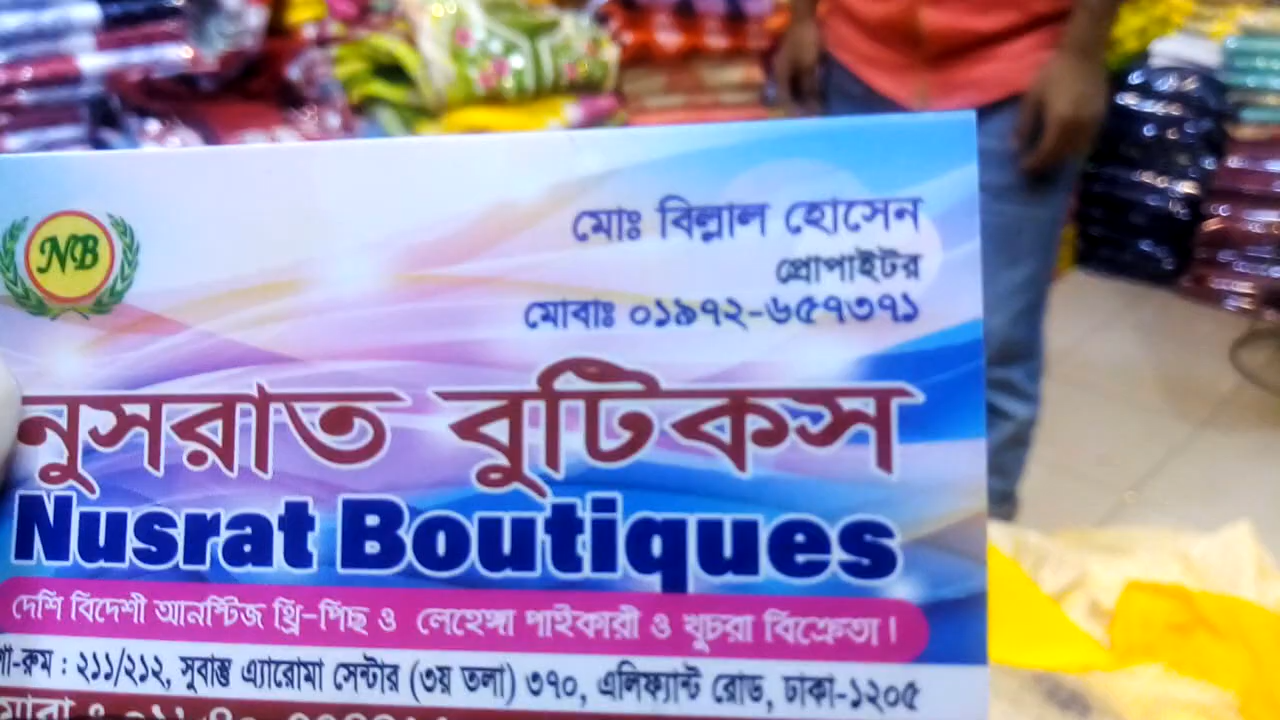 NB
মোঃ বিল্লাল হোসেন
প্রোপাইটর
মোবাঃ ০১৯৭২-৬৫৭৩৭১
নুসরাত বুটিকস
Nusrat Boutiques
দেশি বিদেশী আনস্টিজ থ্রি-পিছ ও লেহেঙ্গা পাইকারী ও খুচরা বিক্রেতা।
-রুম : ২১১/২১২, সুবাস্তু এ্যারোমা সেন্টার (৩য় তলা) ৩৭০, এলিফ্যান্ট রোড, ঢাকা-১২০৫